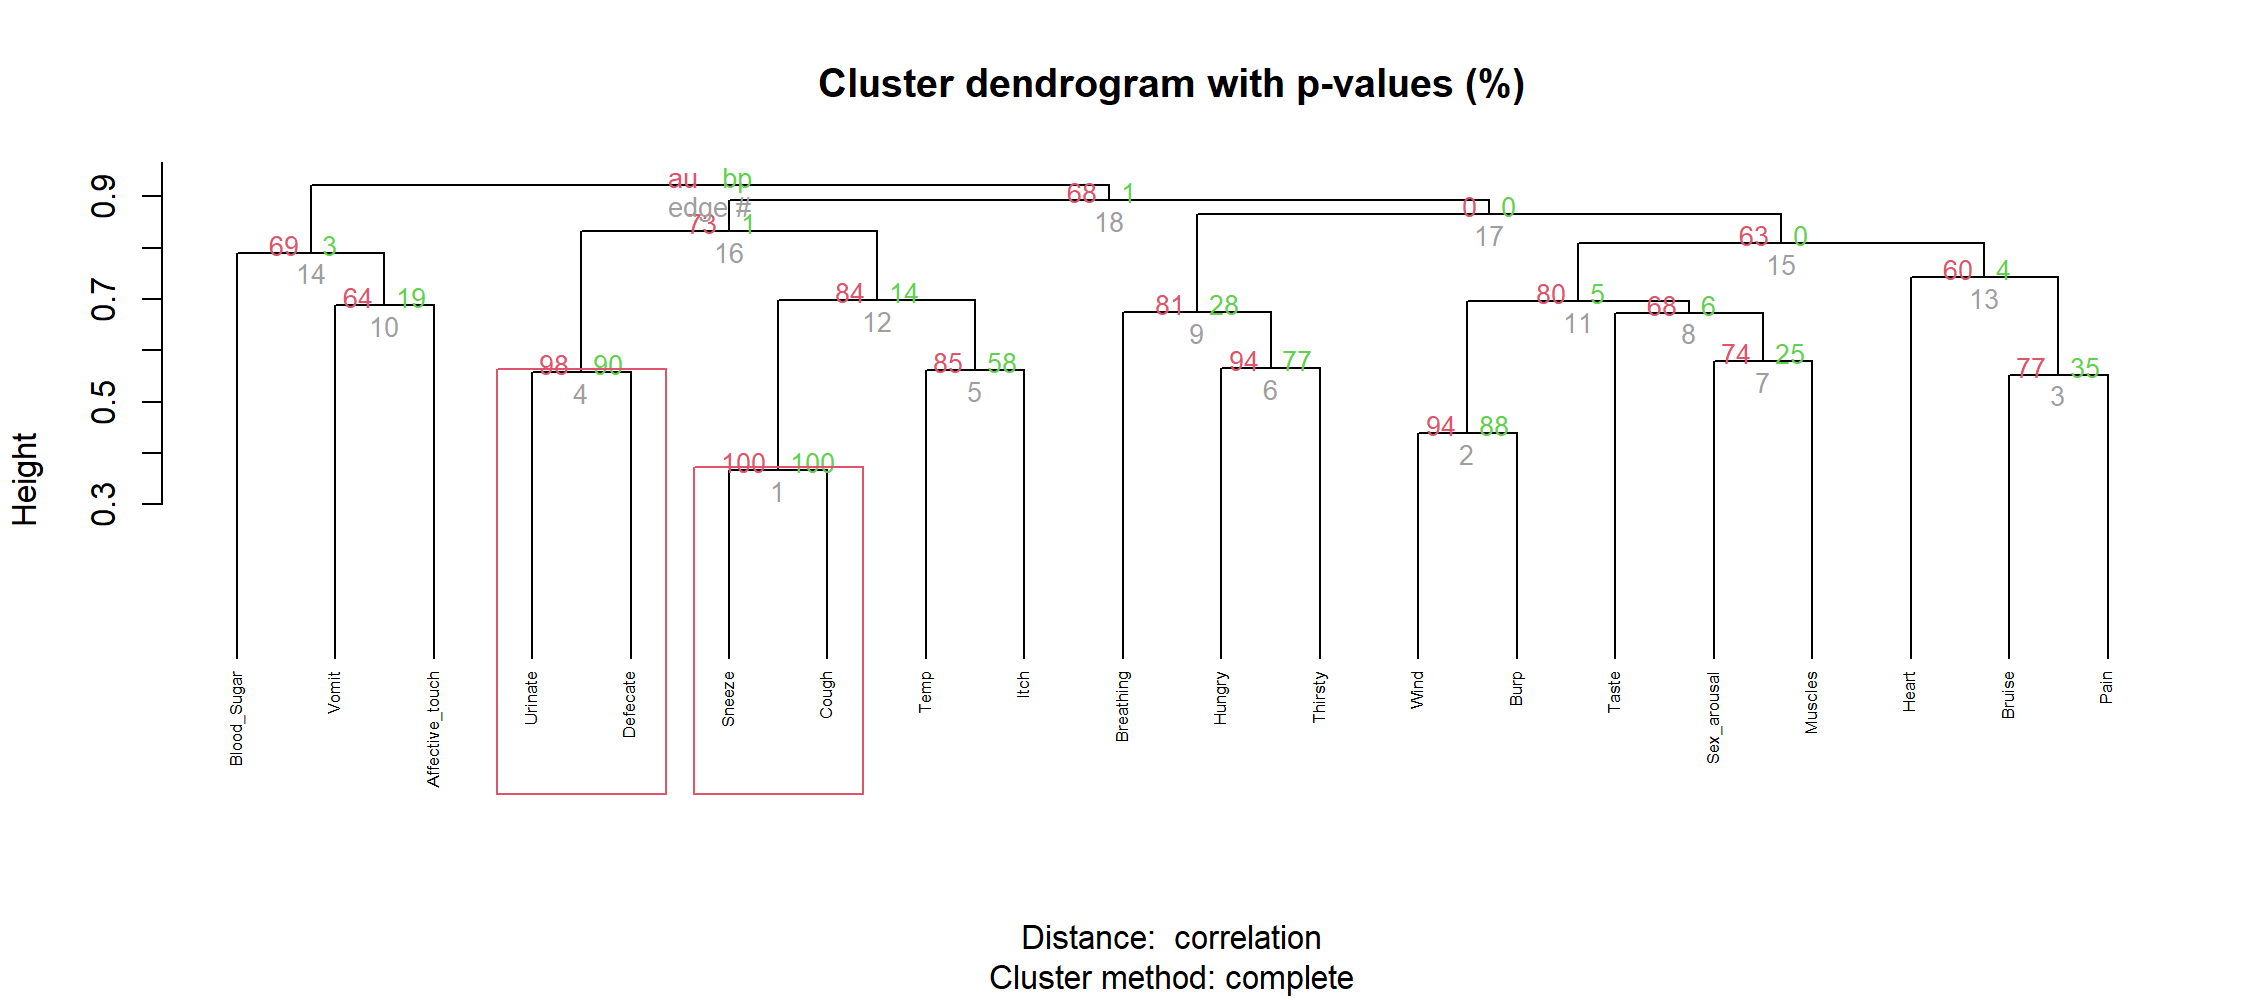 Cluster dendrogram with p-values (%)
Height
0.3 0.5 0.7 0.9
au bp
edge #
68 1
18
0 0
17
73 1
16
63 0
15
69 3
14
60 4
13
84 14
12
80 5
11
64 19
10
81 28
9
68 6
8
74 25
7
94 77
6
85 58
5
98 90
4
77 35
3
94 88
2
100 100
1
Blood_Sugar
Vomit
Affective_touch
Urinate
Defecate
Sneeze
Cough
Temp
Itch
Breathing
Hungry
Thirsty
Wind
Burp
Taste
Sex_arousal
Muscles
Heart
Bruise
Pain
Distance: correlation
Cluster method: complete